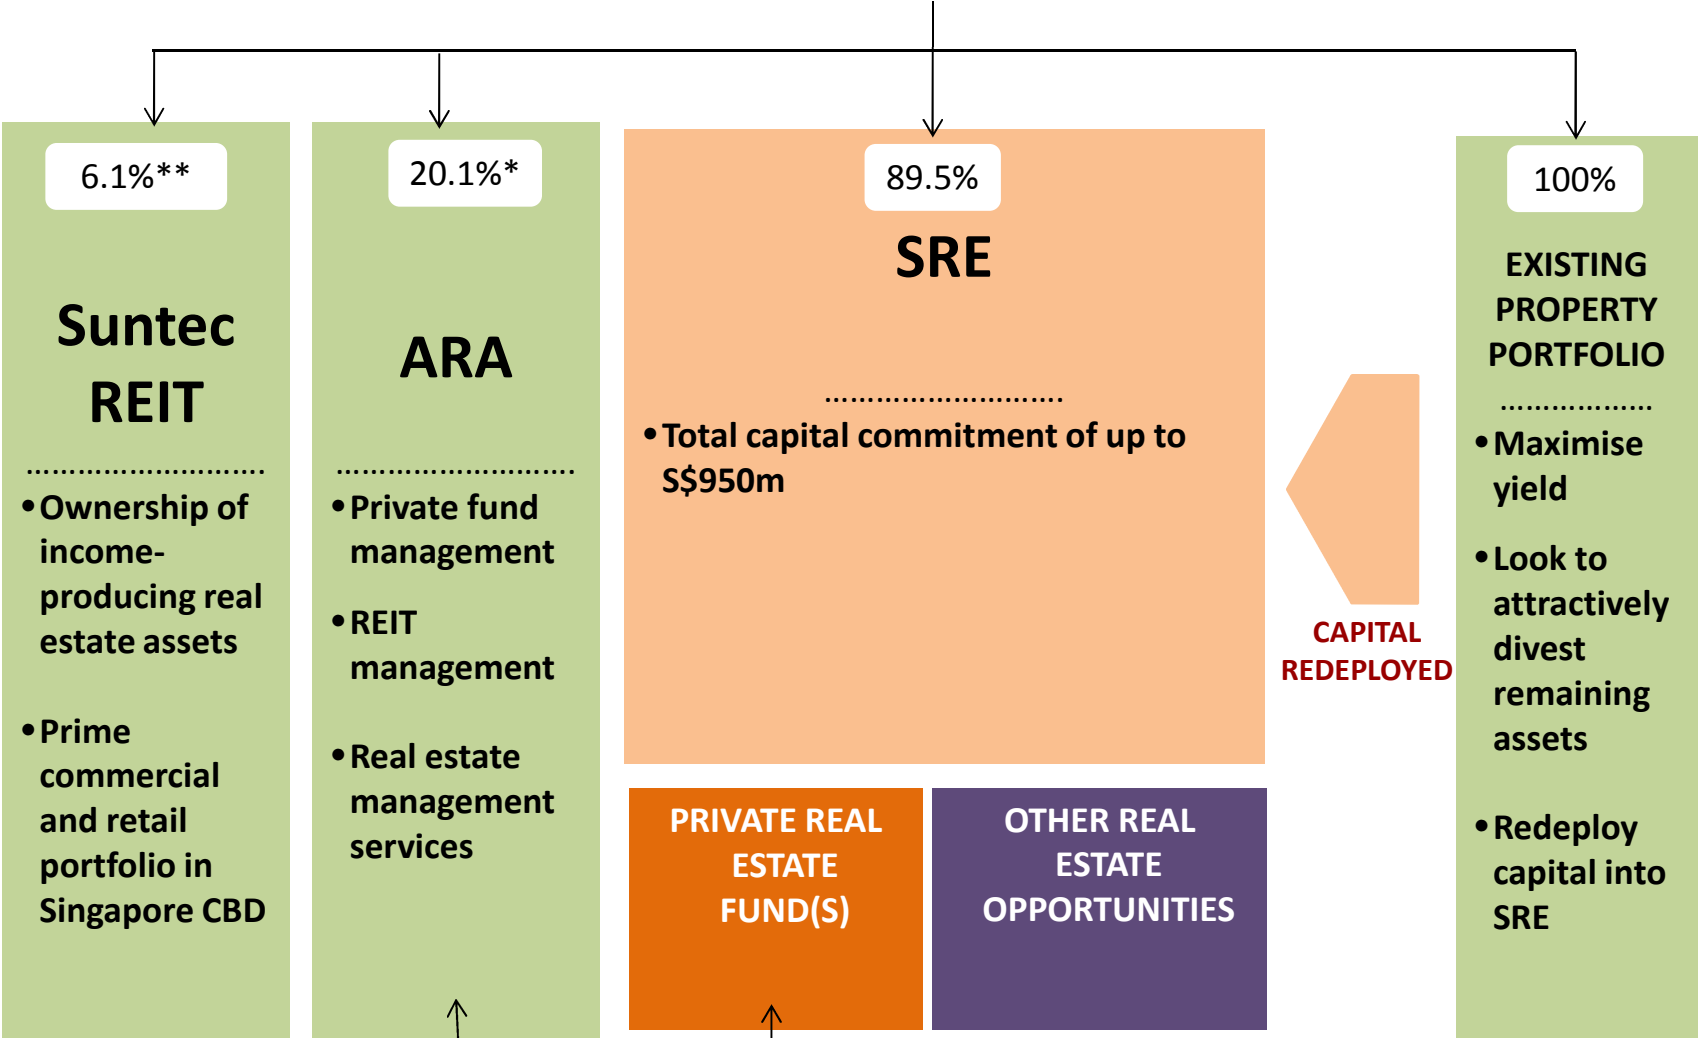 6.1%**
Suntec
REIT
………………………..
•Ownership of
income-
producing real
estate assets
•Prime
commercial
and retail
portfolio in
Singapore CBD
20.1%*
ARA
………………………..
•Private fund
management
•REIT
management
•Real estate
management
services
89.5%
SRE
……………………….
•Total capital commitment of up to
S$950m
PRIVATE REAL
ESTATE
FUND(S)
OTHER REAL
ESTATE
OPPORTUNITIES
CAPITAL
REDEPLOYED
100%
EXISTING
PROPERTY
PORTFOLIO
………………
•Maximise
yield
•Look to
attractively
divest
remaining
assets
•Redeploy
capital into
SRE